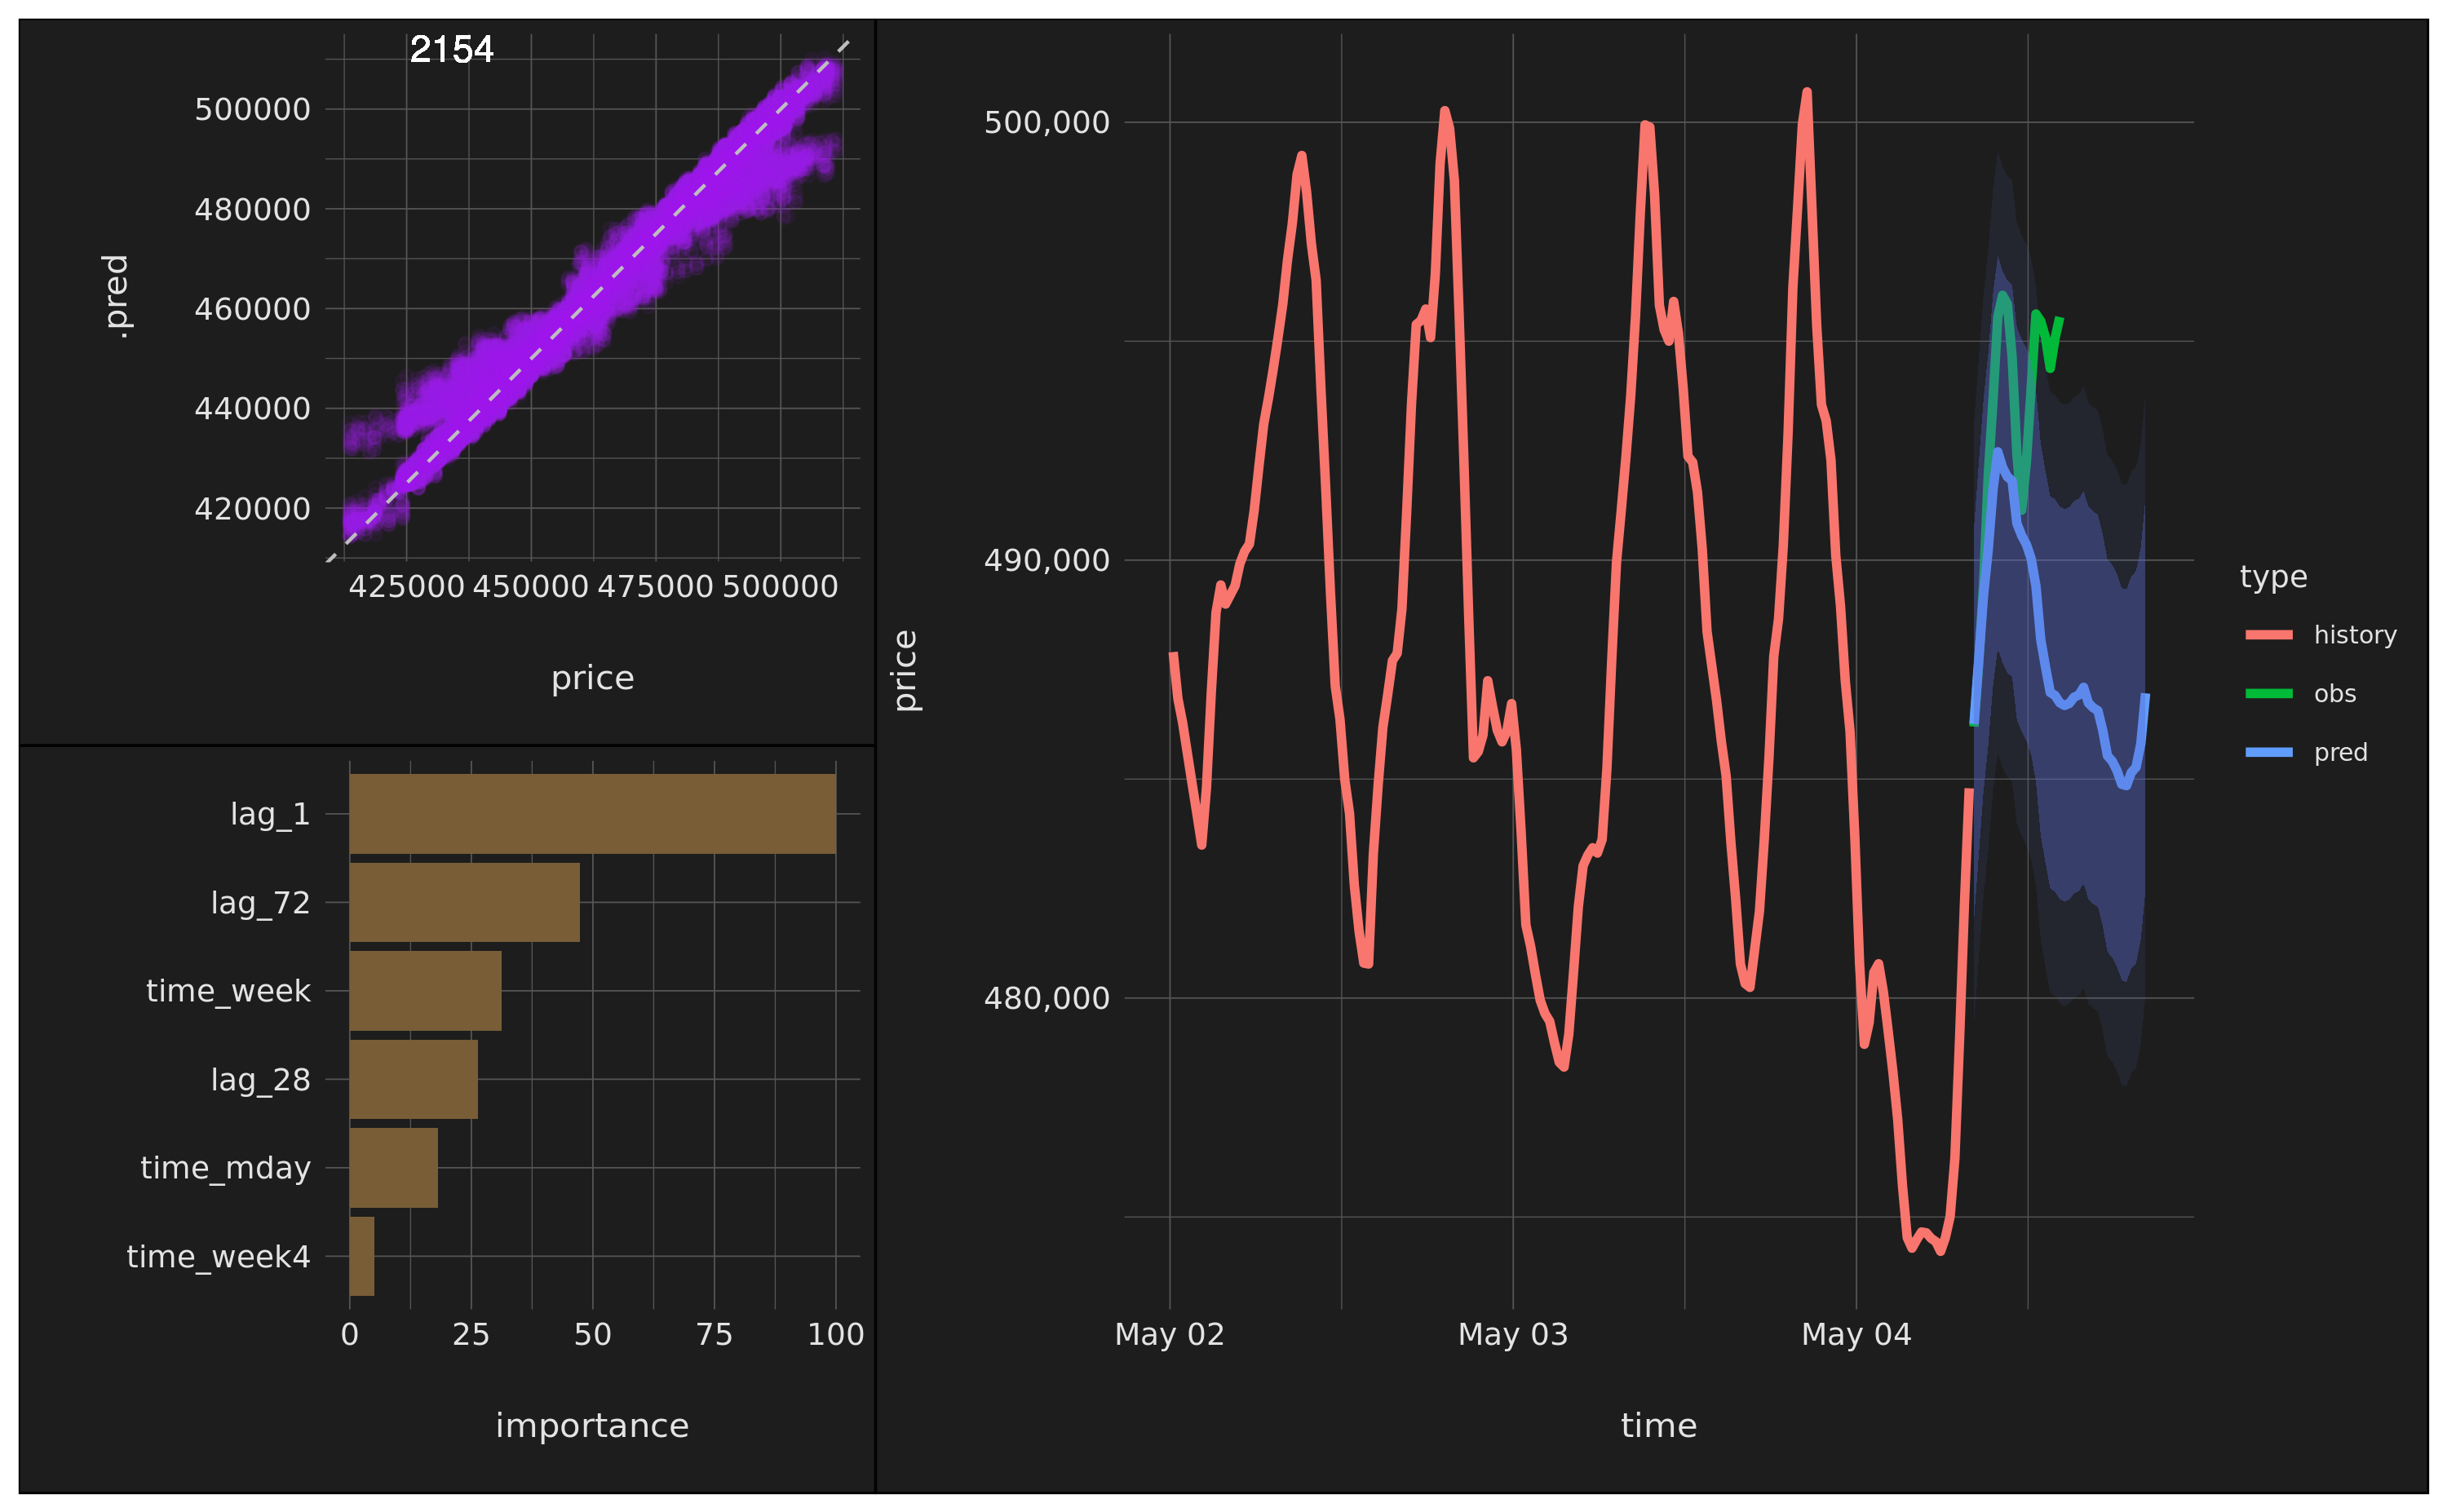 2154
500000
480000
460000
440000
420000
.pred
425000 450000 475000 500000
price
lag_1
lag_72
time_week
lag_28
time_mday
time_week4
0 25 50 75 100
importance
500,000
490,000
480,000
price
May 02 May 03 May 04
time
type
history
obs
pred